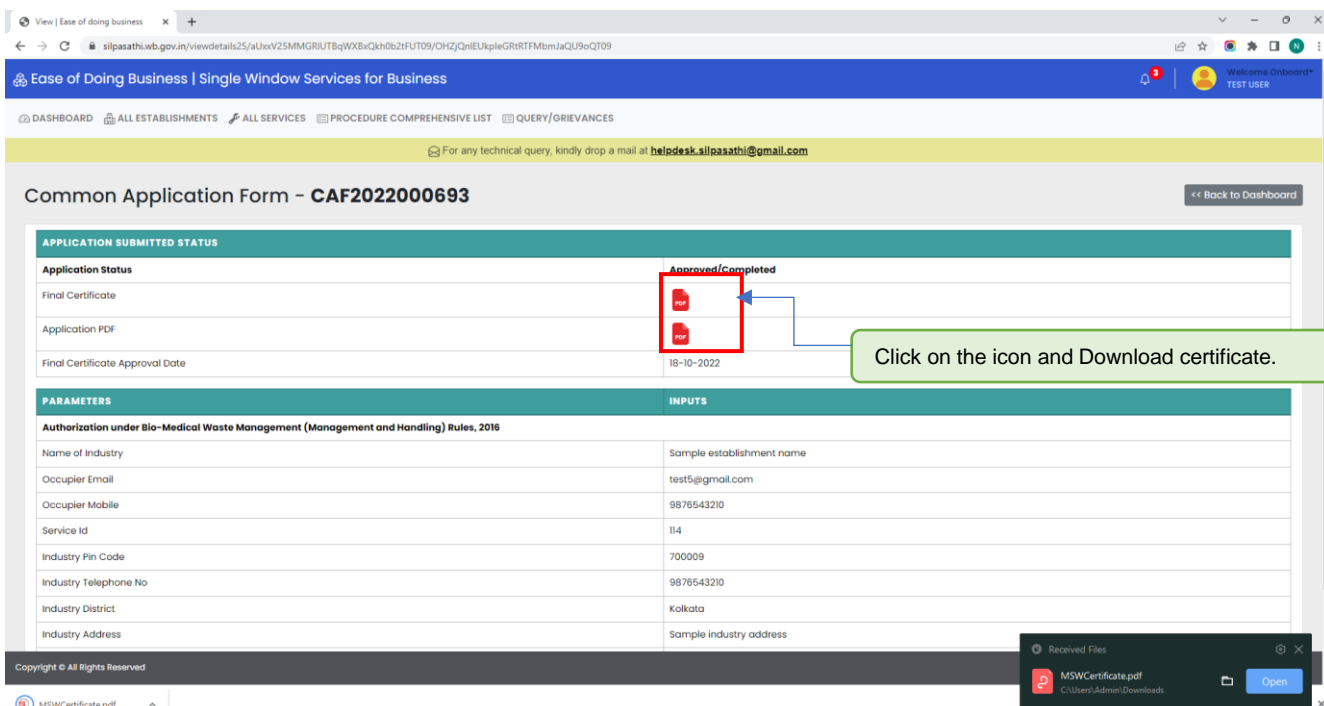 View | Ease of doing business
silpasathi.wb.gov.in/viewdetails25/
Ease of Doing Business | Single Window Services for Business
3
Welcome Onboard
TEST USER
N
DASHBOARD ALL ESTABLISHMENTS ALL SERVICES PROCEDURE COMPREHENSIVE LIST QUERY/GRIEVANCES
For any technical query, kindly drop a mail at helpdesk.silpasathi@gmail.com
Common Application Form - CAF2022000693
<< Back to Dashboard
APPLICATION SUBMITTED STATUS
Application Status Approved/Completed
Final Certificate PDF
Application PDF PDF
Click on the icon and Download certificate.
Final Certificate Approval Date 18-10-2022
PARAMETERS INPUTS
Authorization under Bio-Medical Waste Management (Management and Handling) Rules, 2016
Name of Industry Sample establishment name
Occupier Email test5@gmail.com
Occupier Mobile 9876543210
Service Id 114
Industry Pin Code 700009
Industry Telephone No 9876543210
Industry District Kolkata
Industry Address Sample industry address
Copyright © All Rights Reserved
Received Files
MSWCertificate.pdf
C:\Users\Admin\Downloads
Open
MSWCertificate.pdf